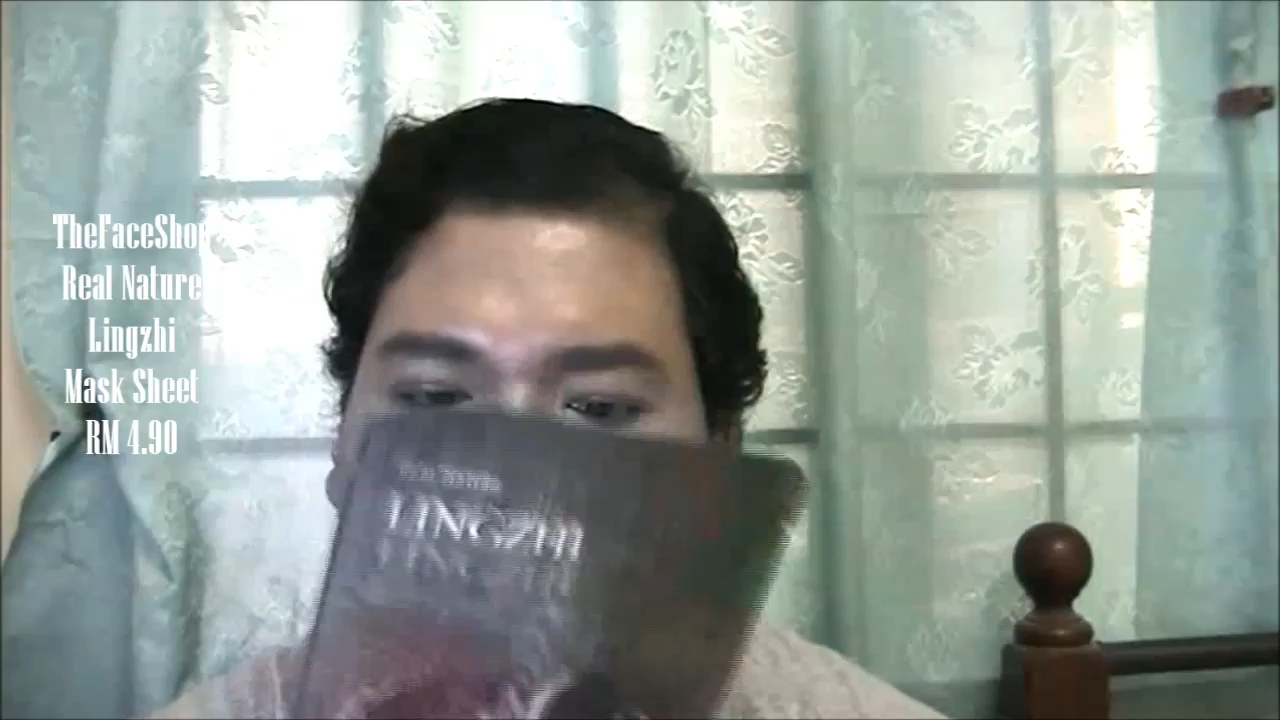 TheFaceShop
Real Nature
Lingzhi
Mask Sheet
RM 4.90
LINGZHI